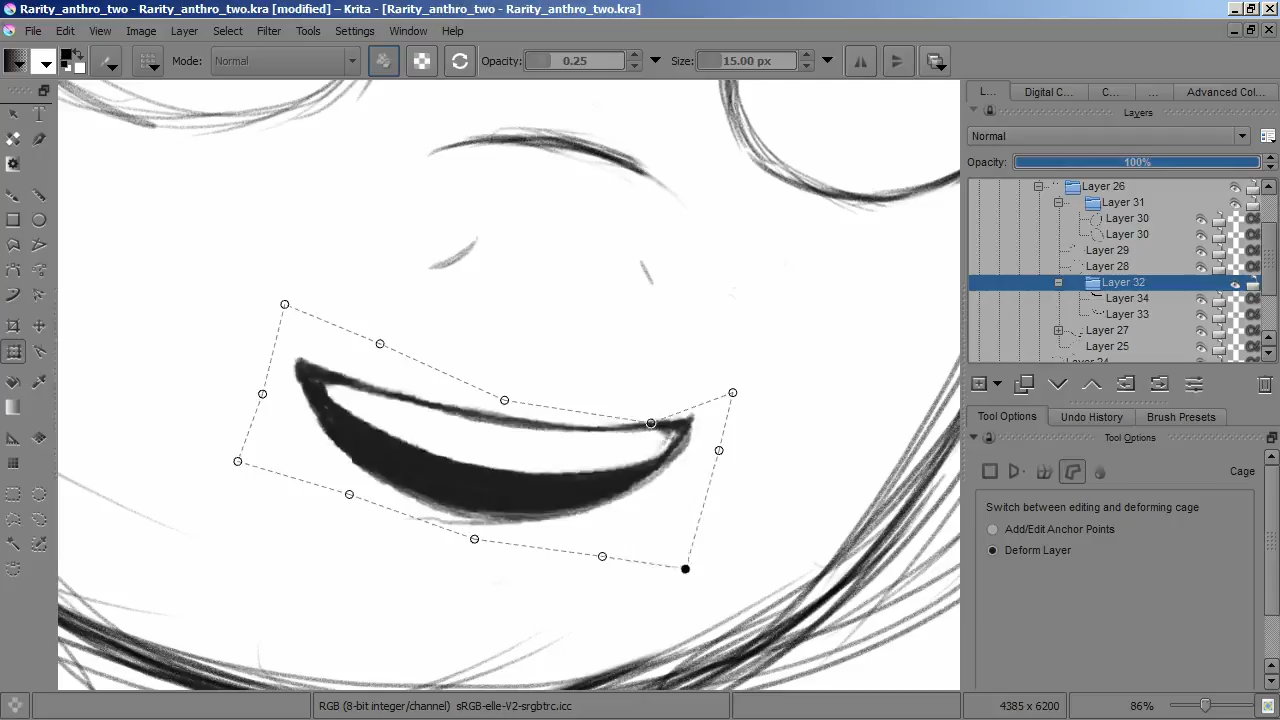 Rarity_anthro_two - Rarity_anthro_two.kra [modified] – Krita - [Rarity_anthro_two - Rarity_anthro_two.kra]
File Edit View Image Layer Select Filter Tools Settings Window Help
Mode: Normal Opacity: 0.25 Size: 15.00 px
L... Digital C... C... ... Advanced Col...
Layers
Normal
Opacity: 100%
Layer 26
Layer 31
Layer 30
Layer 30
Layer 29
Layer 28
Layer 32
Layer 34
Layer 33
Layer 27
Layer 25
Layer 24
Tool Options Undo History Brush Presets
Tool Options
Cage
Switch between editing and deforming cage
Add/Edit Anchor Points
Deform Layer
RGB (8-bit integer/channel) sRGB-elle-V2-srgbtrc.icc 4385 x 6200 86%